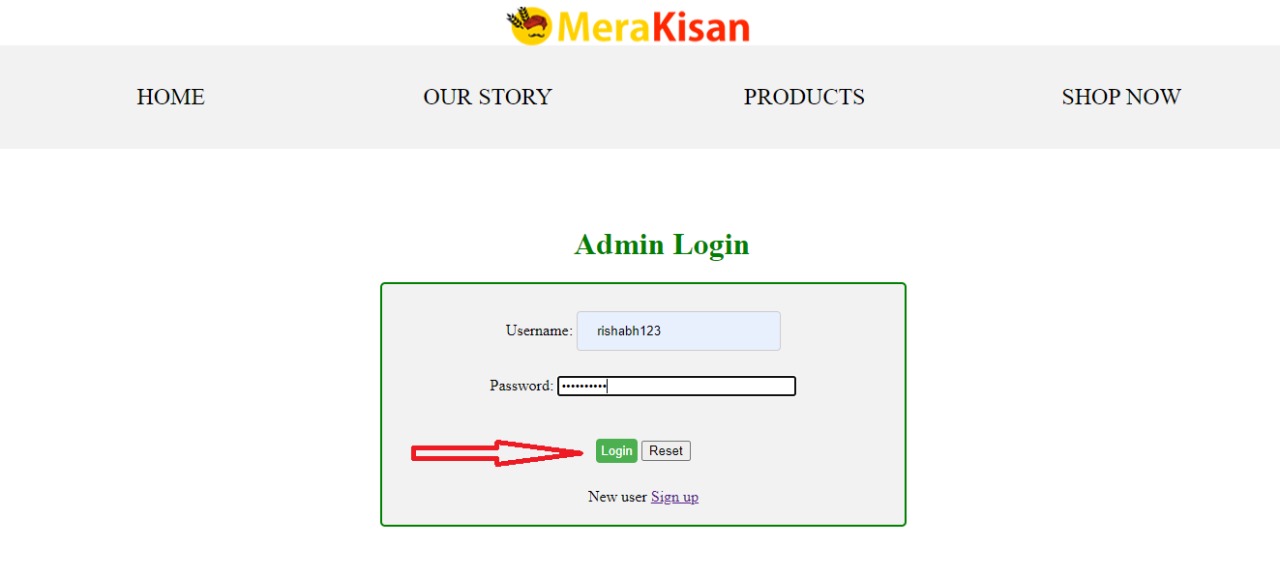 MeraKisan
HOME OUR STORY PRODUCTS SHOP NOW
Admin Login
Username: rishabh123
Password: ••••••••••
Login Reset
New user Sign up